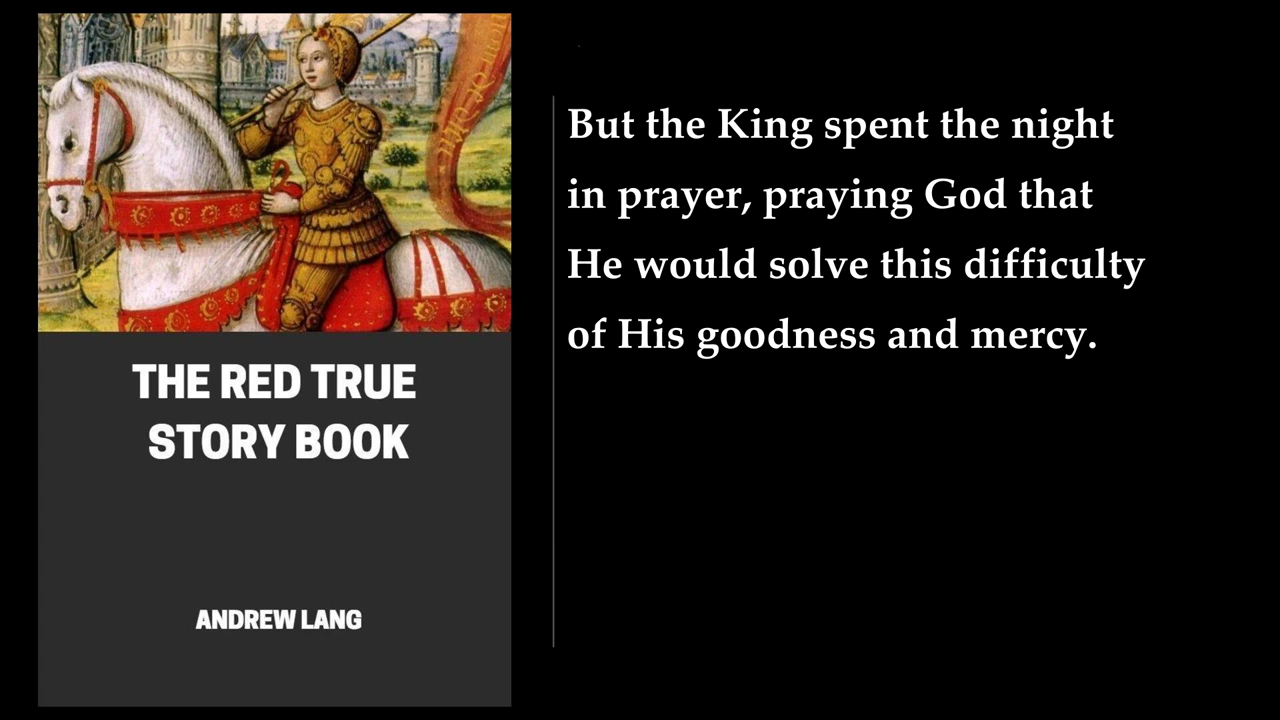 THE RED TRUE
STORY BOOK
ANDREW LANG
But the King spent the night
in prayer, praying God that
He would solve this difficulty
of His goodness and mercy.